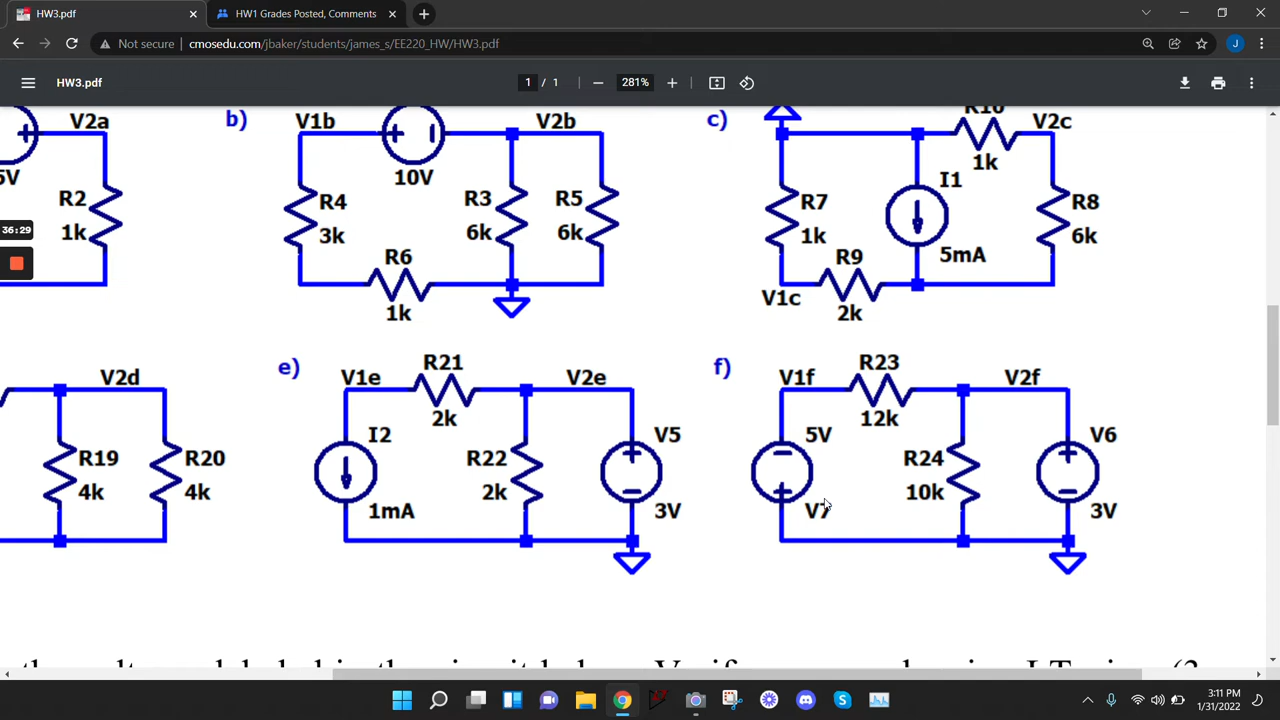 HW3.pdf
HW1 Grades Posted, Comments
Not secure
cmosedu.com/jbaker/students/james_s/EE220_HW/HW3.pdf
J
HW3.pdf
1 / 1
281%
V2a
b)
V1b
V2b
c)
V2c
5V
10V
1k
R2
1k
R4
3k
R3
6k
R5
6k
R7
1k
I1
5mA
R8
6k
36:29
R6
1k
R9
2k
V1c
V2d
e)
V1e
R21
2k
V2e
f)
V1f
R23
12k
V2f
R19
4k
R20
4k
I2
1mA
R22
2k
V5
3V
5V
V7
R24
10k
V6
3V
3:11 PM
1/31/2022